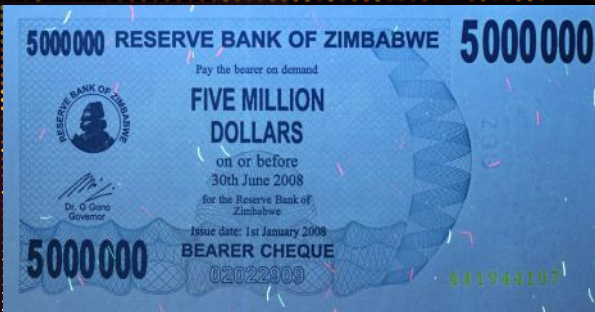 5000000 RESERVE BANK OF ZIMBABWE 5000000
Pay the bearer on demand
FIVE MILLION
DOLLARS
on or before
30th June 2008
for the Reserve Bank of
Zimbabwe
RESERVE BANK OF ZIMBABWE
Dr. G Gono
Governor
Issue date: 1st January 2008
BEARER CHEQUE
5000000
02022909